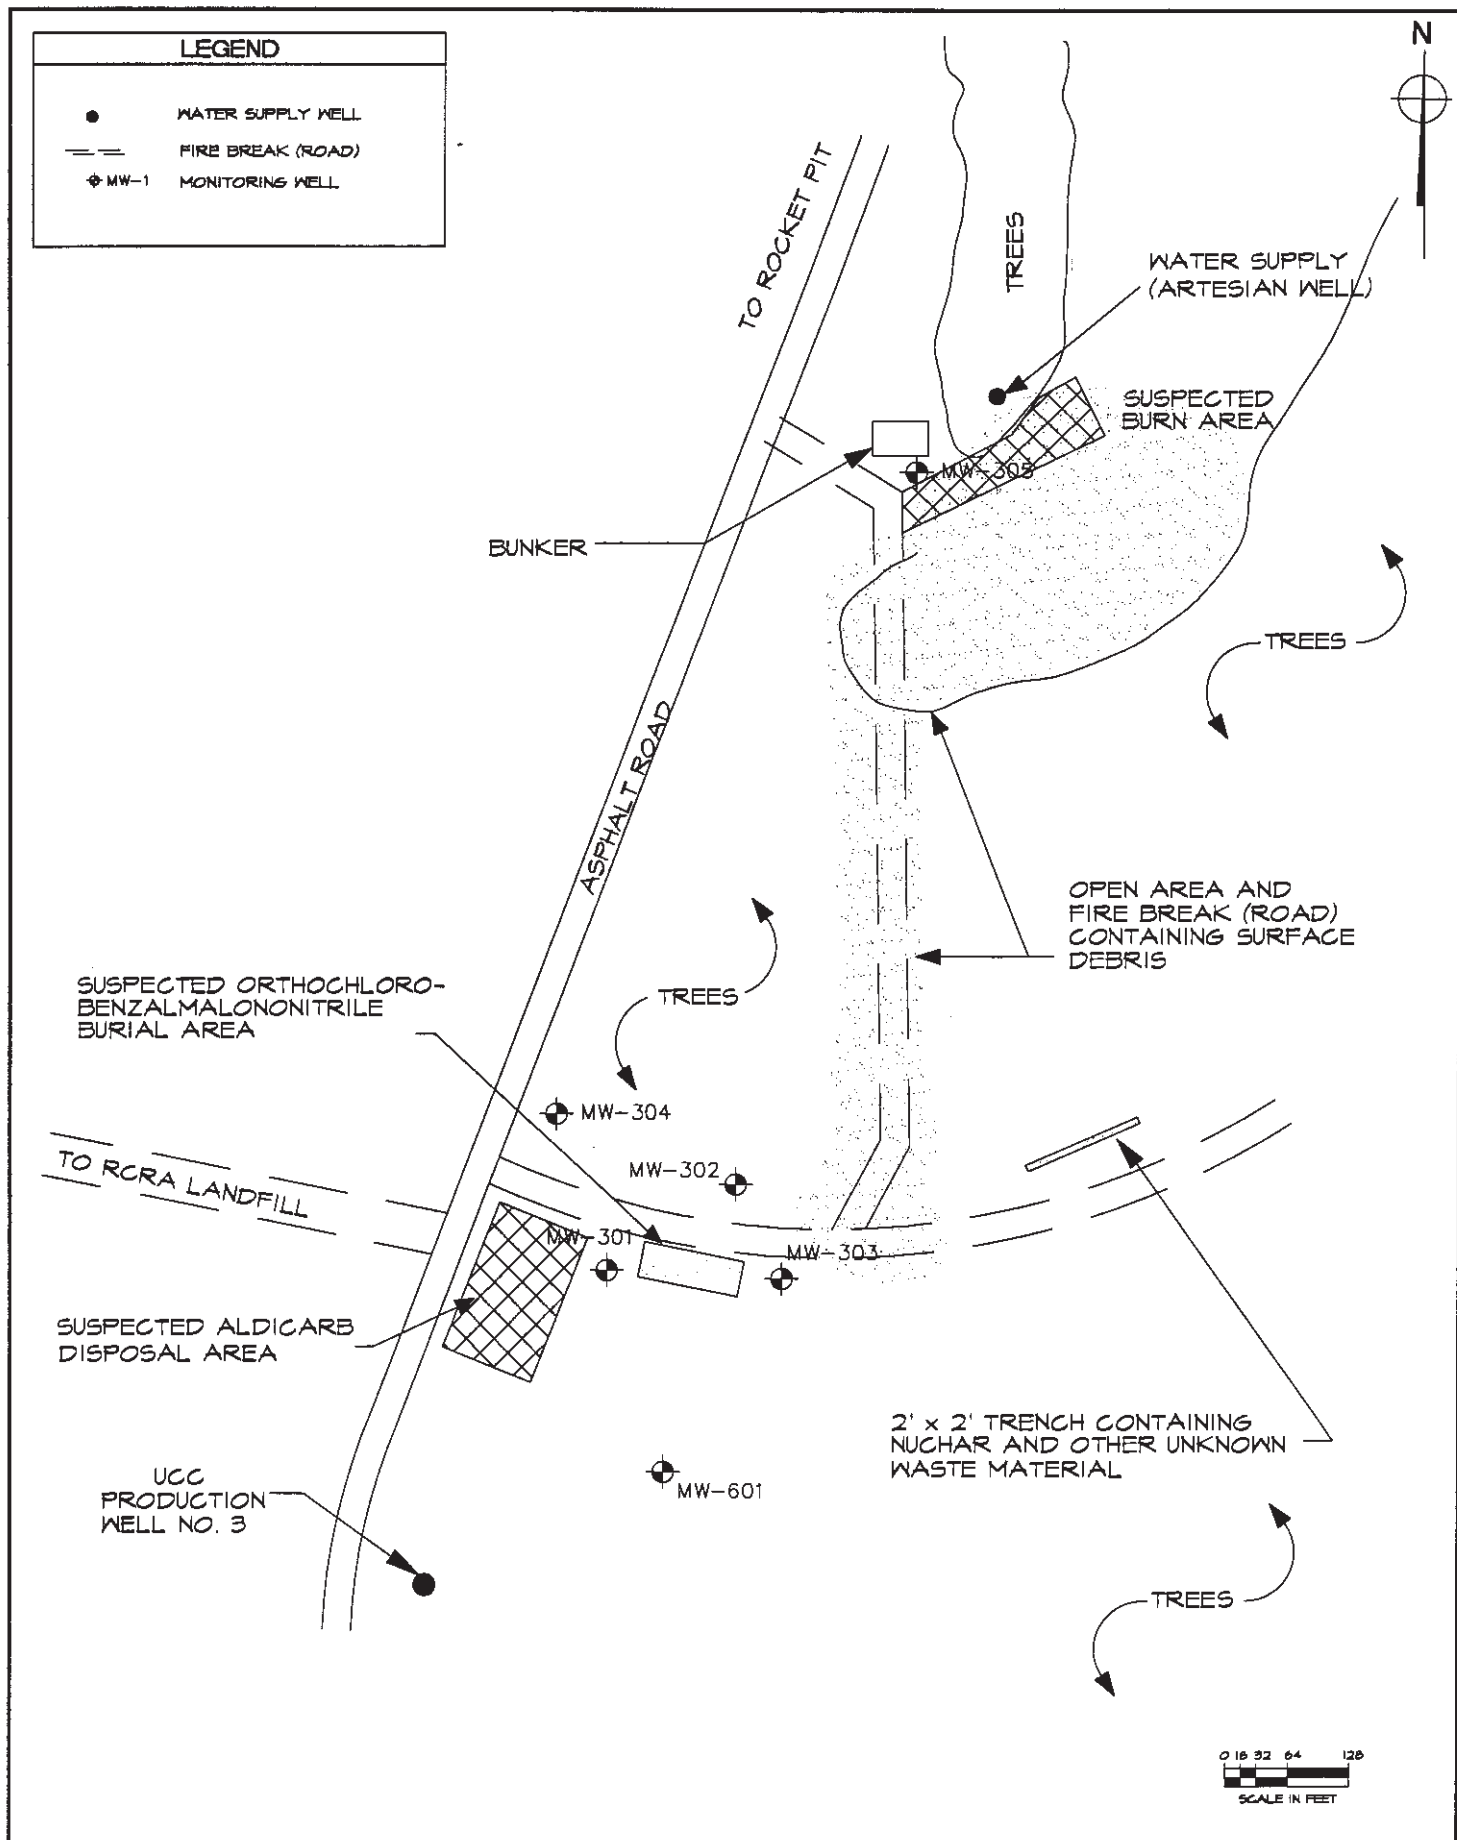 LEGEND
WATER SUPPLY WELL
FIRE BREAK (ROAD)
MW-1 MONITORING WELL
N
TO ROCKET PIT
TREES
WATER SUPPLY
(ARTESIAN WELL)
SUSPECTED
BURN AREA
MW-305
BUNKER
TREES
ASPHALT ROAD
OPEN AREA AND
FIRE BREAK (ROAD)
CONTAINING SURFACE
DEBRIS
SUSPECTED ORTHOCHLORO-
BENZALMALONONITRILE
BURIAL AREA
TREES
MW-304
MW-302
TO RCRA LANDFILL
MW-301
MW-303
SUSPECTED ALDICARB
DISPOSAL AREA
2' x 2' TRENCH CONTAINING
NUCHAR AND OTHER UNKNOWN
WASTE MATERIAL
MW-601
UCC
PRODUCTION
WELL NO. 3
TREES
0 16 32 64 128
SCALE IN FEET